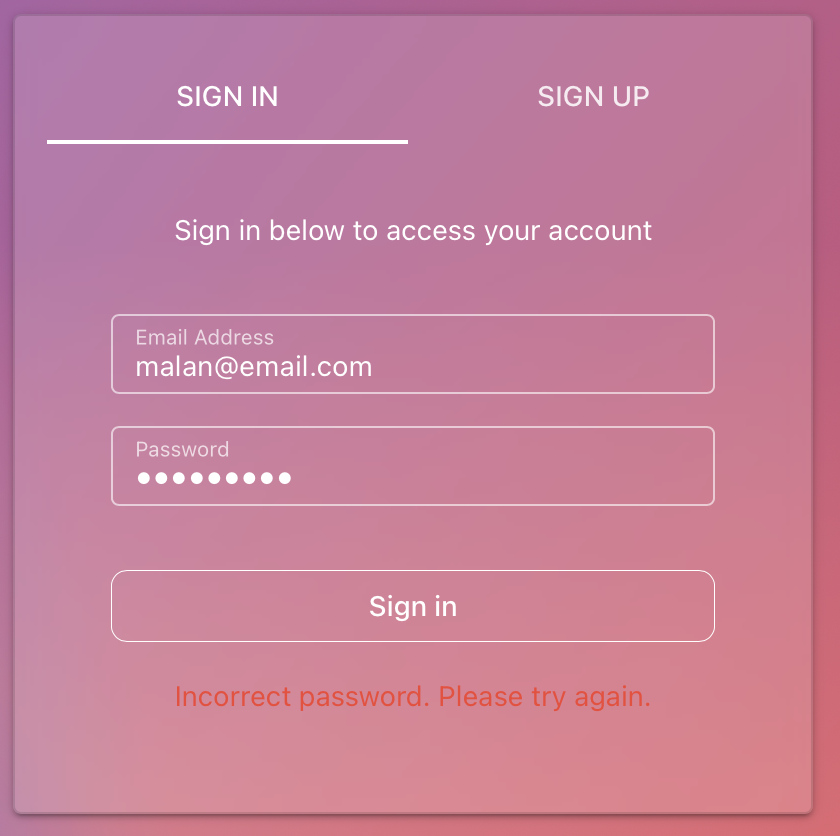 SIGN IN SIGN UP
Sign in below to access your account
Email Address
malan@email.com
Password
●●●●●●●●●
Sign in
Incorrect password. Please try again.